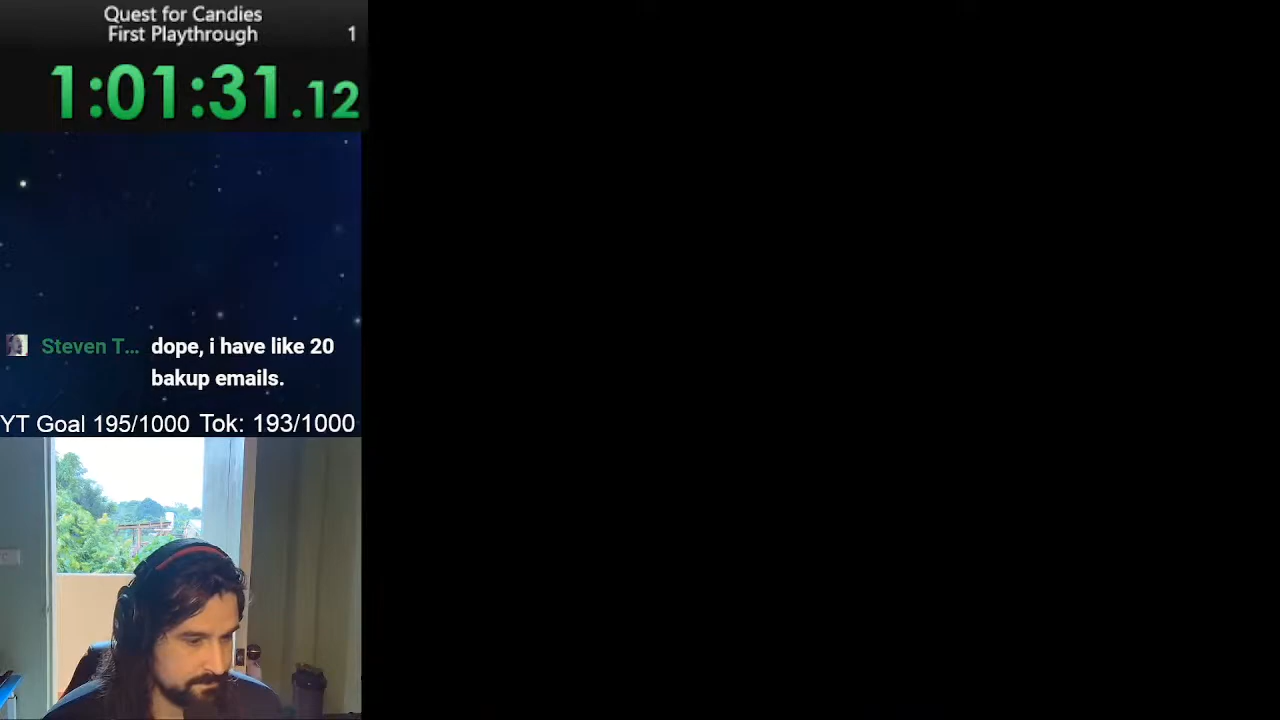 Quest for Candies
First Playthrough 1
1:01:31.12
Steven T... dope, i have like 20
bakup emails.
YT Goal 195/1000 Tok: 193/1000